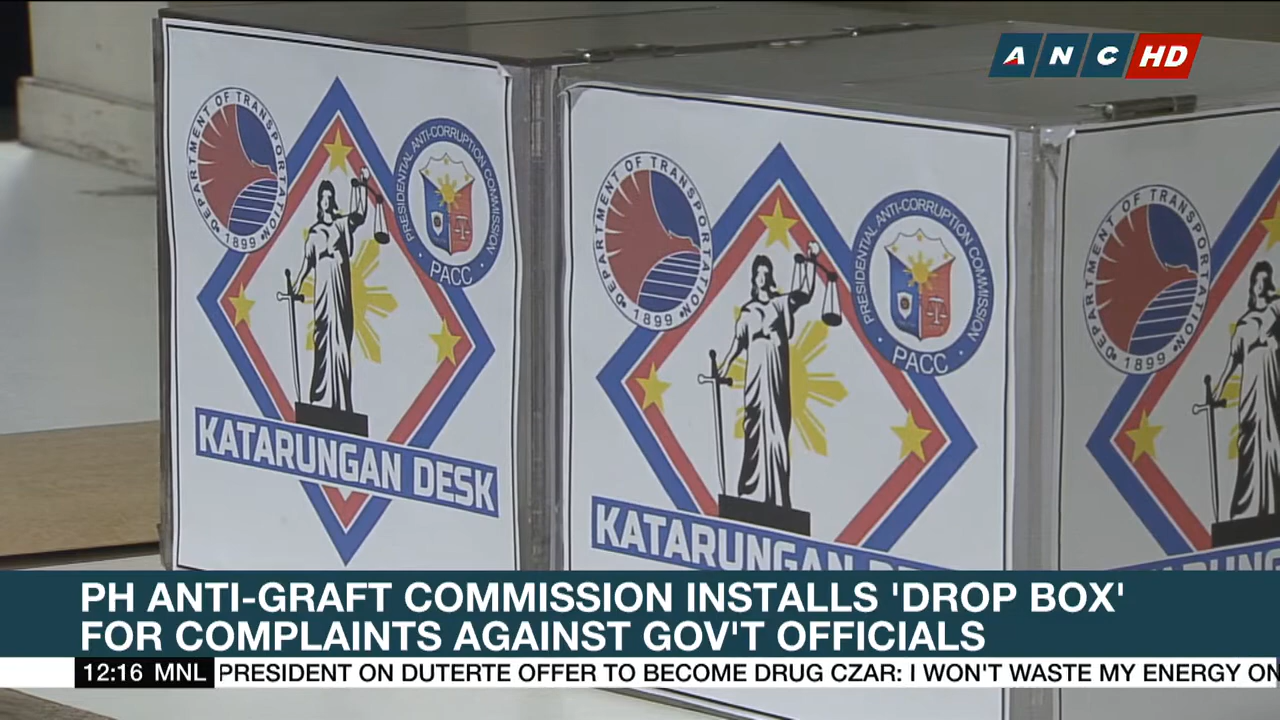 ANC HD
DEPARTMENT OF TRANSPORTATION
1899
PRESIDENTIAL ANTI-CORRUPTION COMMISSION
PACC
KATARUNGAN DESK
DEPARTMENT OF TRANSPORTATION
1899
PRESIDENTIAL ANTI-CORRUPTION COMMISSION
PACC
KATARUNGAN
DEPARTMENT OF TRANSPORTATION
1899
PH ANTI-GRAFT COMMISSION INSTALLS 'DROP BOX'
FOR COMPLAINTS AGAINST GOV'T OFFICIALS
12:16 MNL PRESIDENT ON DUTERTE OFFER TO BECOME DRUG CZAR: I WON'T WASTE MY ENERGY ON